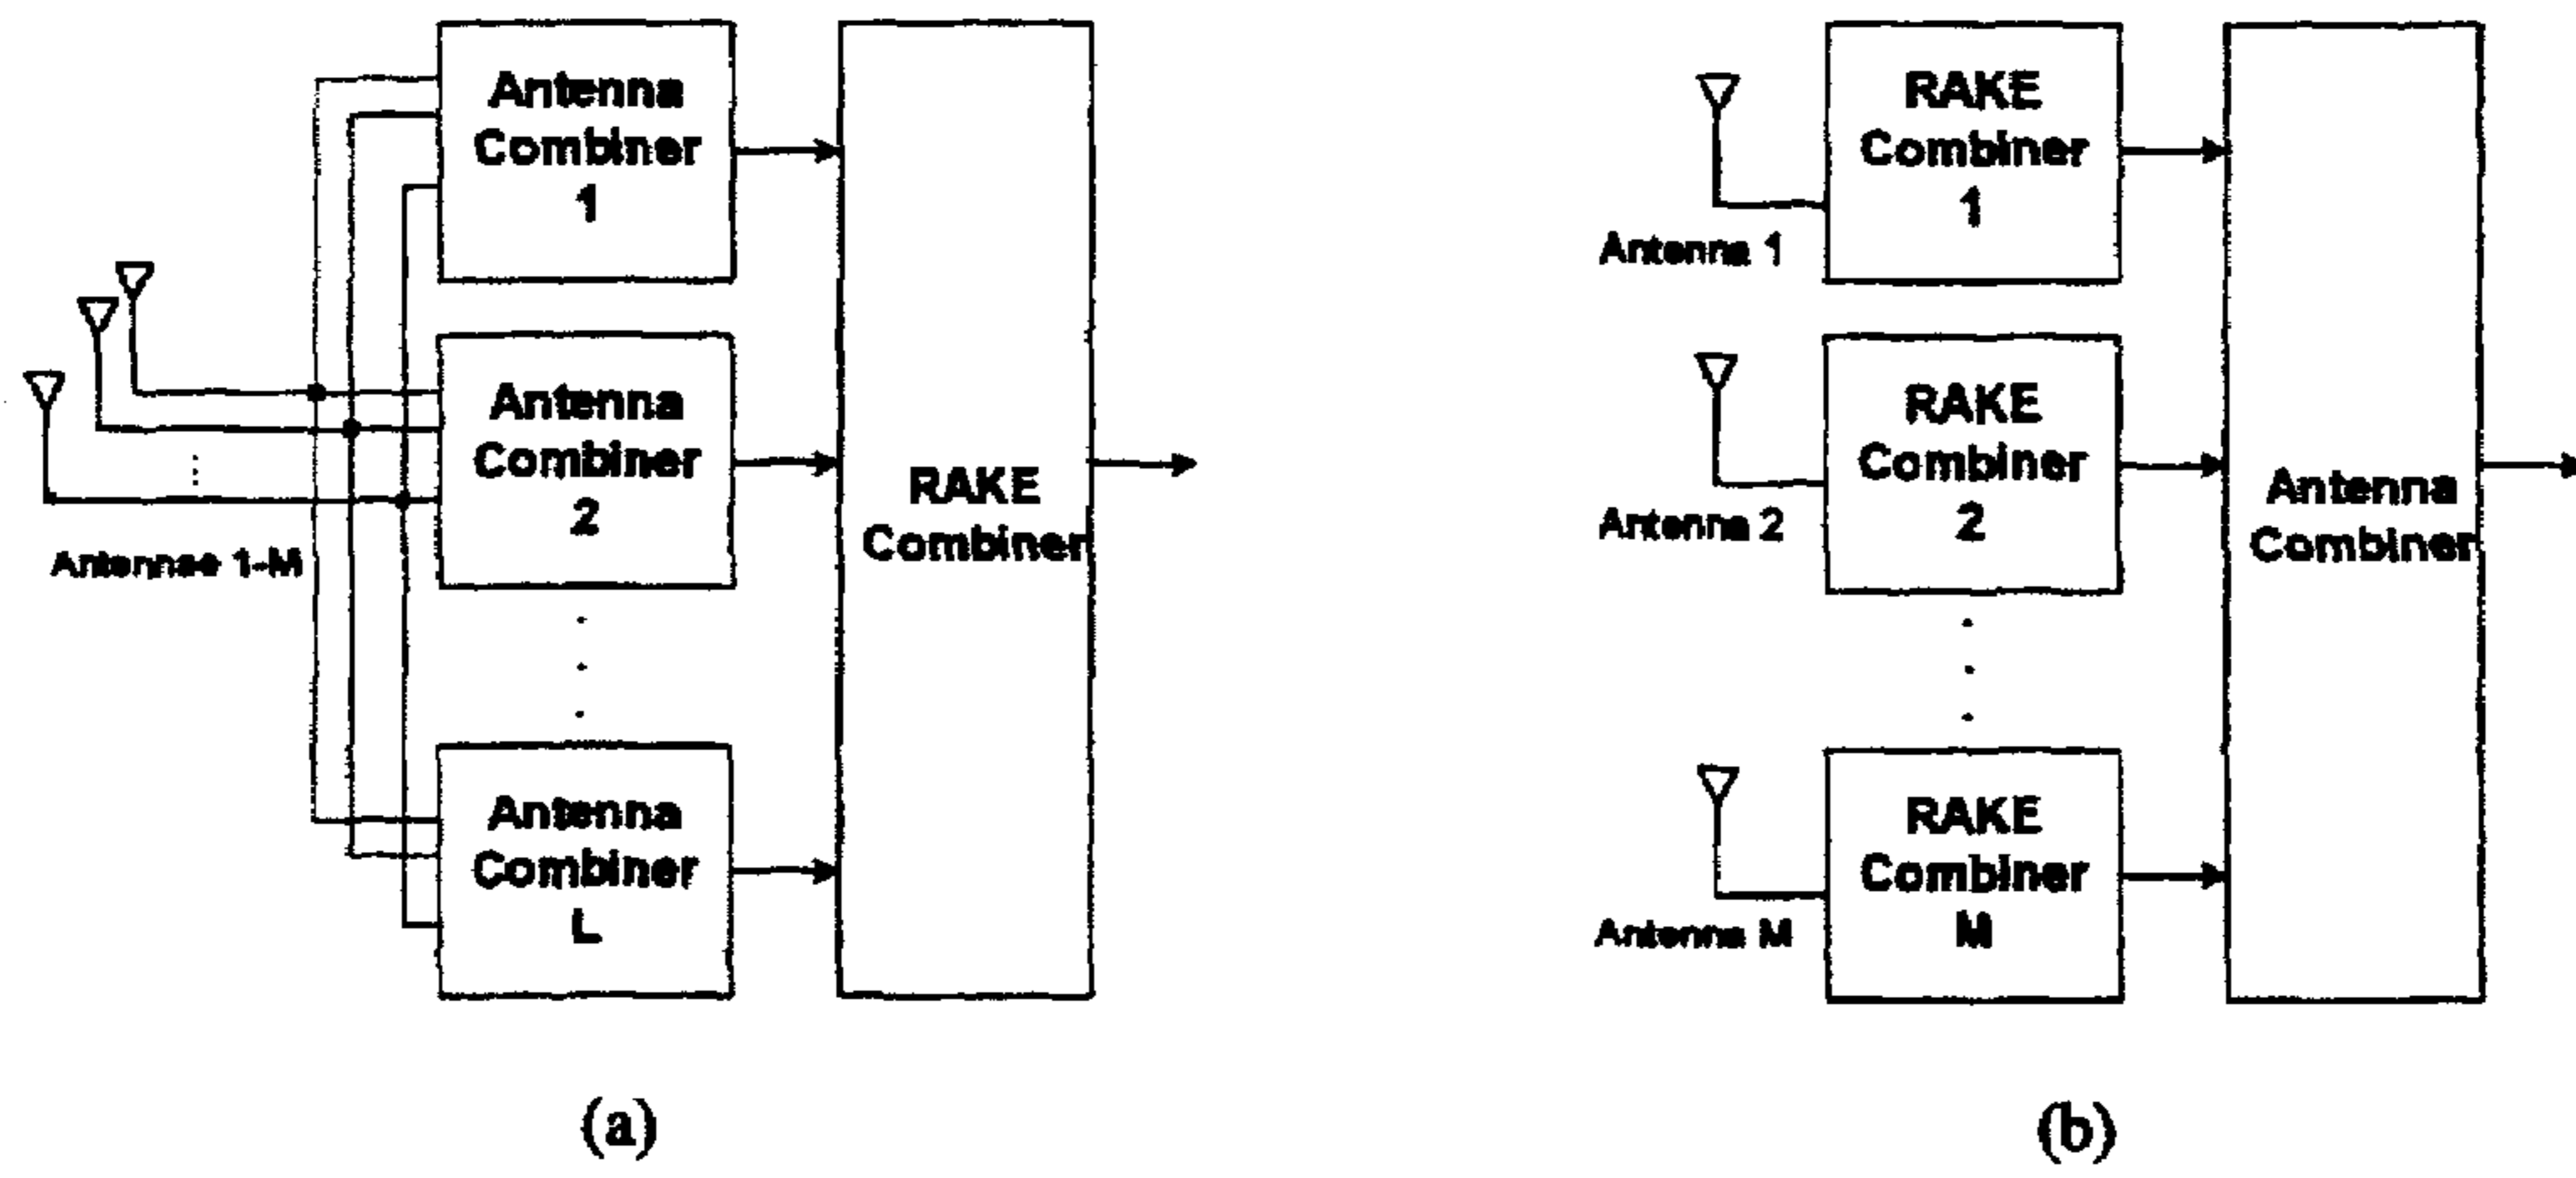 Antenna
Combiner
1
Antenna
Combiner
2
Antennae 1-M
Antenna
Combiner
L
RAKE
Combiner
(a)
RAKE
Combiner
1
Antenna 1
RAKE
Combiner
2
Antenna 2
RAKE
Combiner
M
Antenna M
Antenna
Combiner
(b)